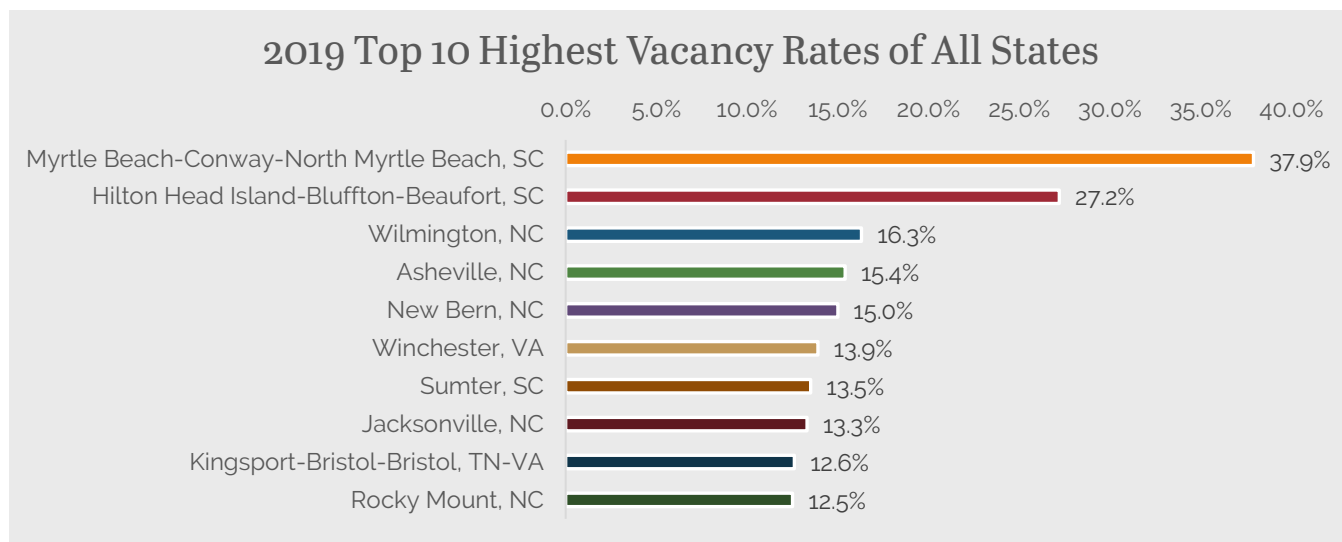 2019 Top 10 Highest Vacancy Rates of All States
0.0% 5.0% 10.0% 15.0% 20.0% 25.0% 30.0% 35.0% 40.0%
Myrtle Beach-Conway-North Myrtle Beach, SC 37.9%
Hilton Head Island-Bluffton-Beaufort, SC 27.2%
Wilmington, NC 16.3%
Asheville, NC 15.4%
New Bern, NC 15.0%
Winchester, VA 13.9%
Sumter, SC 13.5%
Jacksonville, NC 13.3%
Kingsport-Bristol-Bristol, TN-VA 12.6%
Rocky Mount, NC 12.5%